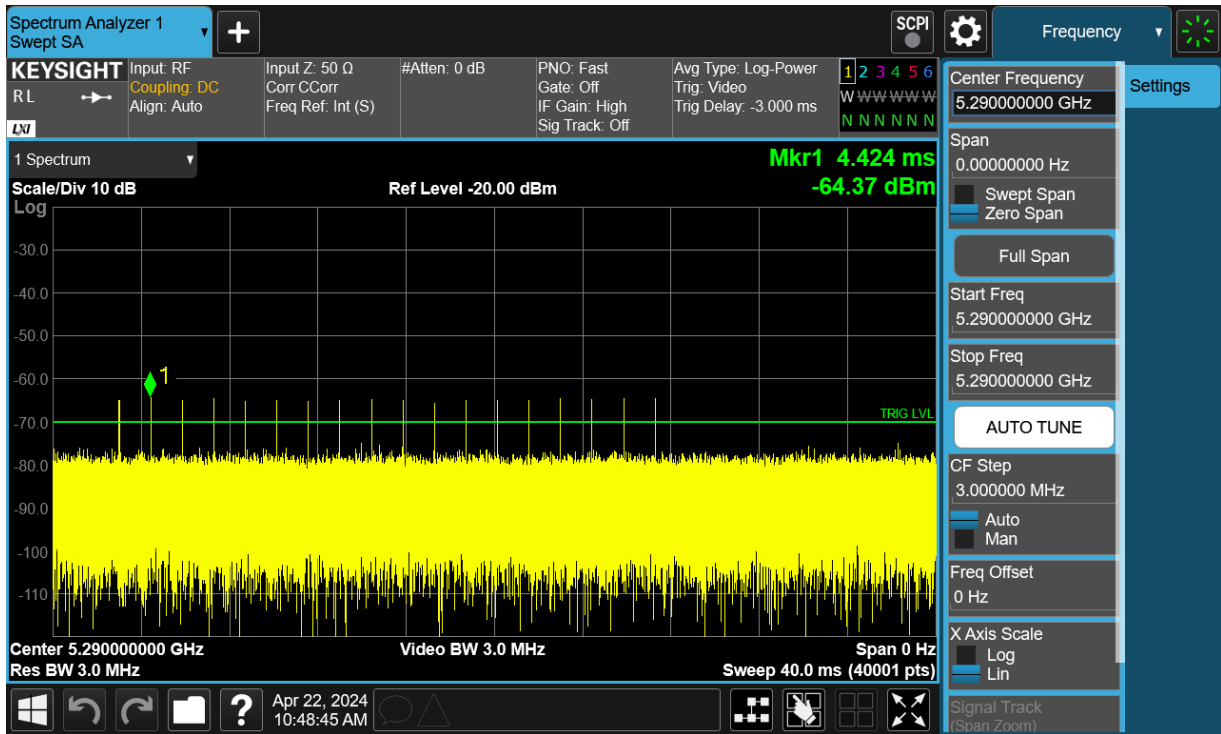 Spectrum Analyzer 1
Swept SA
+
SCPI
Frequency
KEYSIGHT
RL
LXI
Input: RF
Coupling: DC
Align: Auto
Input Z: 50 Ω
Corr CCorr
Freq Ref: Int (S)
#Atten: 0 dB
PNO: Fast
Gate: Off
IF Gain: High
Sig Track: Off
Avg Type: Log-Power
Trig: Video
Trig Delay: -3.000 ms
1 2 3 4 5 6
W W W W W W
N N N N N N
1 Spectrum
Mkr1 4.424 ms
-64.37 dBm
Scale/Div 10 dB
Ref Level -20.00 dBm
Log
-30.0
-40.0
-50.0
-60.0
-70.0
-80.0
-90.0
-100
-110
1
TRIG LVL
Center 5.290000000 GHz
Video BW 3.0 MHz
Span 0 Hz
Res BW 3.0 MHz
Sweep 40.0 ms (40001 pts)
Center Frequency
5.290000000 GHz
Span
0.00000000 Hz
Swept Span
Zero Span
Full Span
Start Freq
5.290000000 GHz
Stop Freq
5.290000000 GHz
AUTO TUNE
CF Step
3.000000 MHz
Auto
Man
Freq Offset
0 Hz
X Axis Scale
Log
Lin
Signal Track
(Span Zoom)
Settings
?
Apr 22, 2024
10:48:45 AM